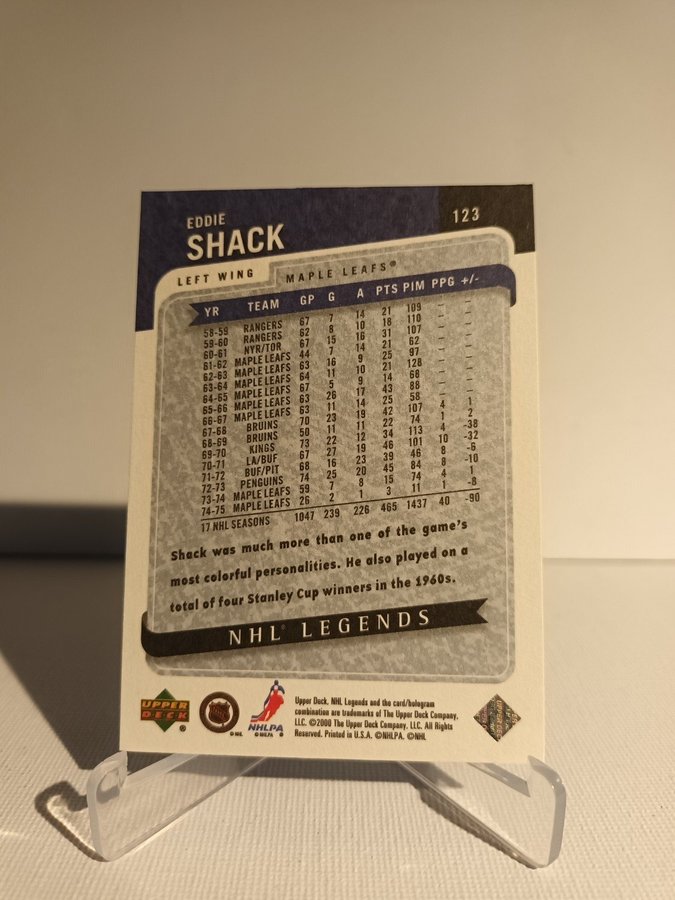 EDDIE
SHACK
123
LEFT WING
MAPLE LEAFS®
YR TEAM GP G A PTS PIM PPG +/-
58-59 RANGERS 67 7 14 21 109 – –
59-60 RANGERS 62 8 10 18 110 – –
60-61 NYR/TOR 67 15 16 31 107 – –
61-62 MAPLE LEAFS 44 7 14 21 62 – –
62-63 MAPLE LEAFS 63 16 9 25 97 – –
63-64 MAPLE LEAFS 64 11 10 21 128 – –
64-65 MAPLE LEAFS 67 5 9 14 68 – –
65-66 MAPLE LEAFS 63 26 17 43 88 – –
66-67 MAPLE LEAFS 63 11 14 25 58 – –
67-68 BRUINS 70 23 19 42 107 4 1
68-69 BRUINS 50 11 11 22 74 1 2
69-70 KINGS 73 22 12 34 113 4 -38
70-71 LA/BUF 67 27 19 46 101 10 -32
71-72 BUF/PIT 68 16 23 39 46 8 -6
72-73 PENGUINS 74 25 20 45 84 8 -10
73-74 MAPLE LEAFS 59 7 8 15 74 4 1
74-75 MAPLE LEAFS 26 2 1 3 11 1 -8
17 NHL SEASONS 1047 239 226 465 1437 40 -90
Shack was much more than one of the game's
most colorful personalities. He also played on a
total of four Stanley Cup winners in the 1960s.
NHL® LEGENDS
UPPER
DECK
®
NHL
© NHL
NHLPA
© NHLPA
Upper Deck, NHL Legends and the card/hologram
combination are trademarks of The Upper Deck Company,
LLC. ©2000 The Upper Deck Company, LLC. All Rights
Reserved. Printed in U.S.A. ©NHLPA. ©NHL